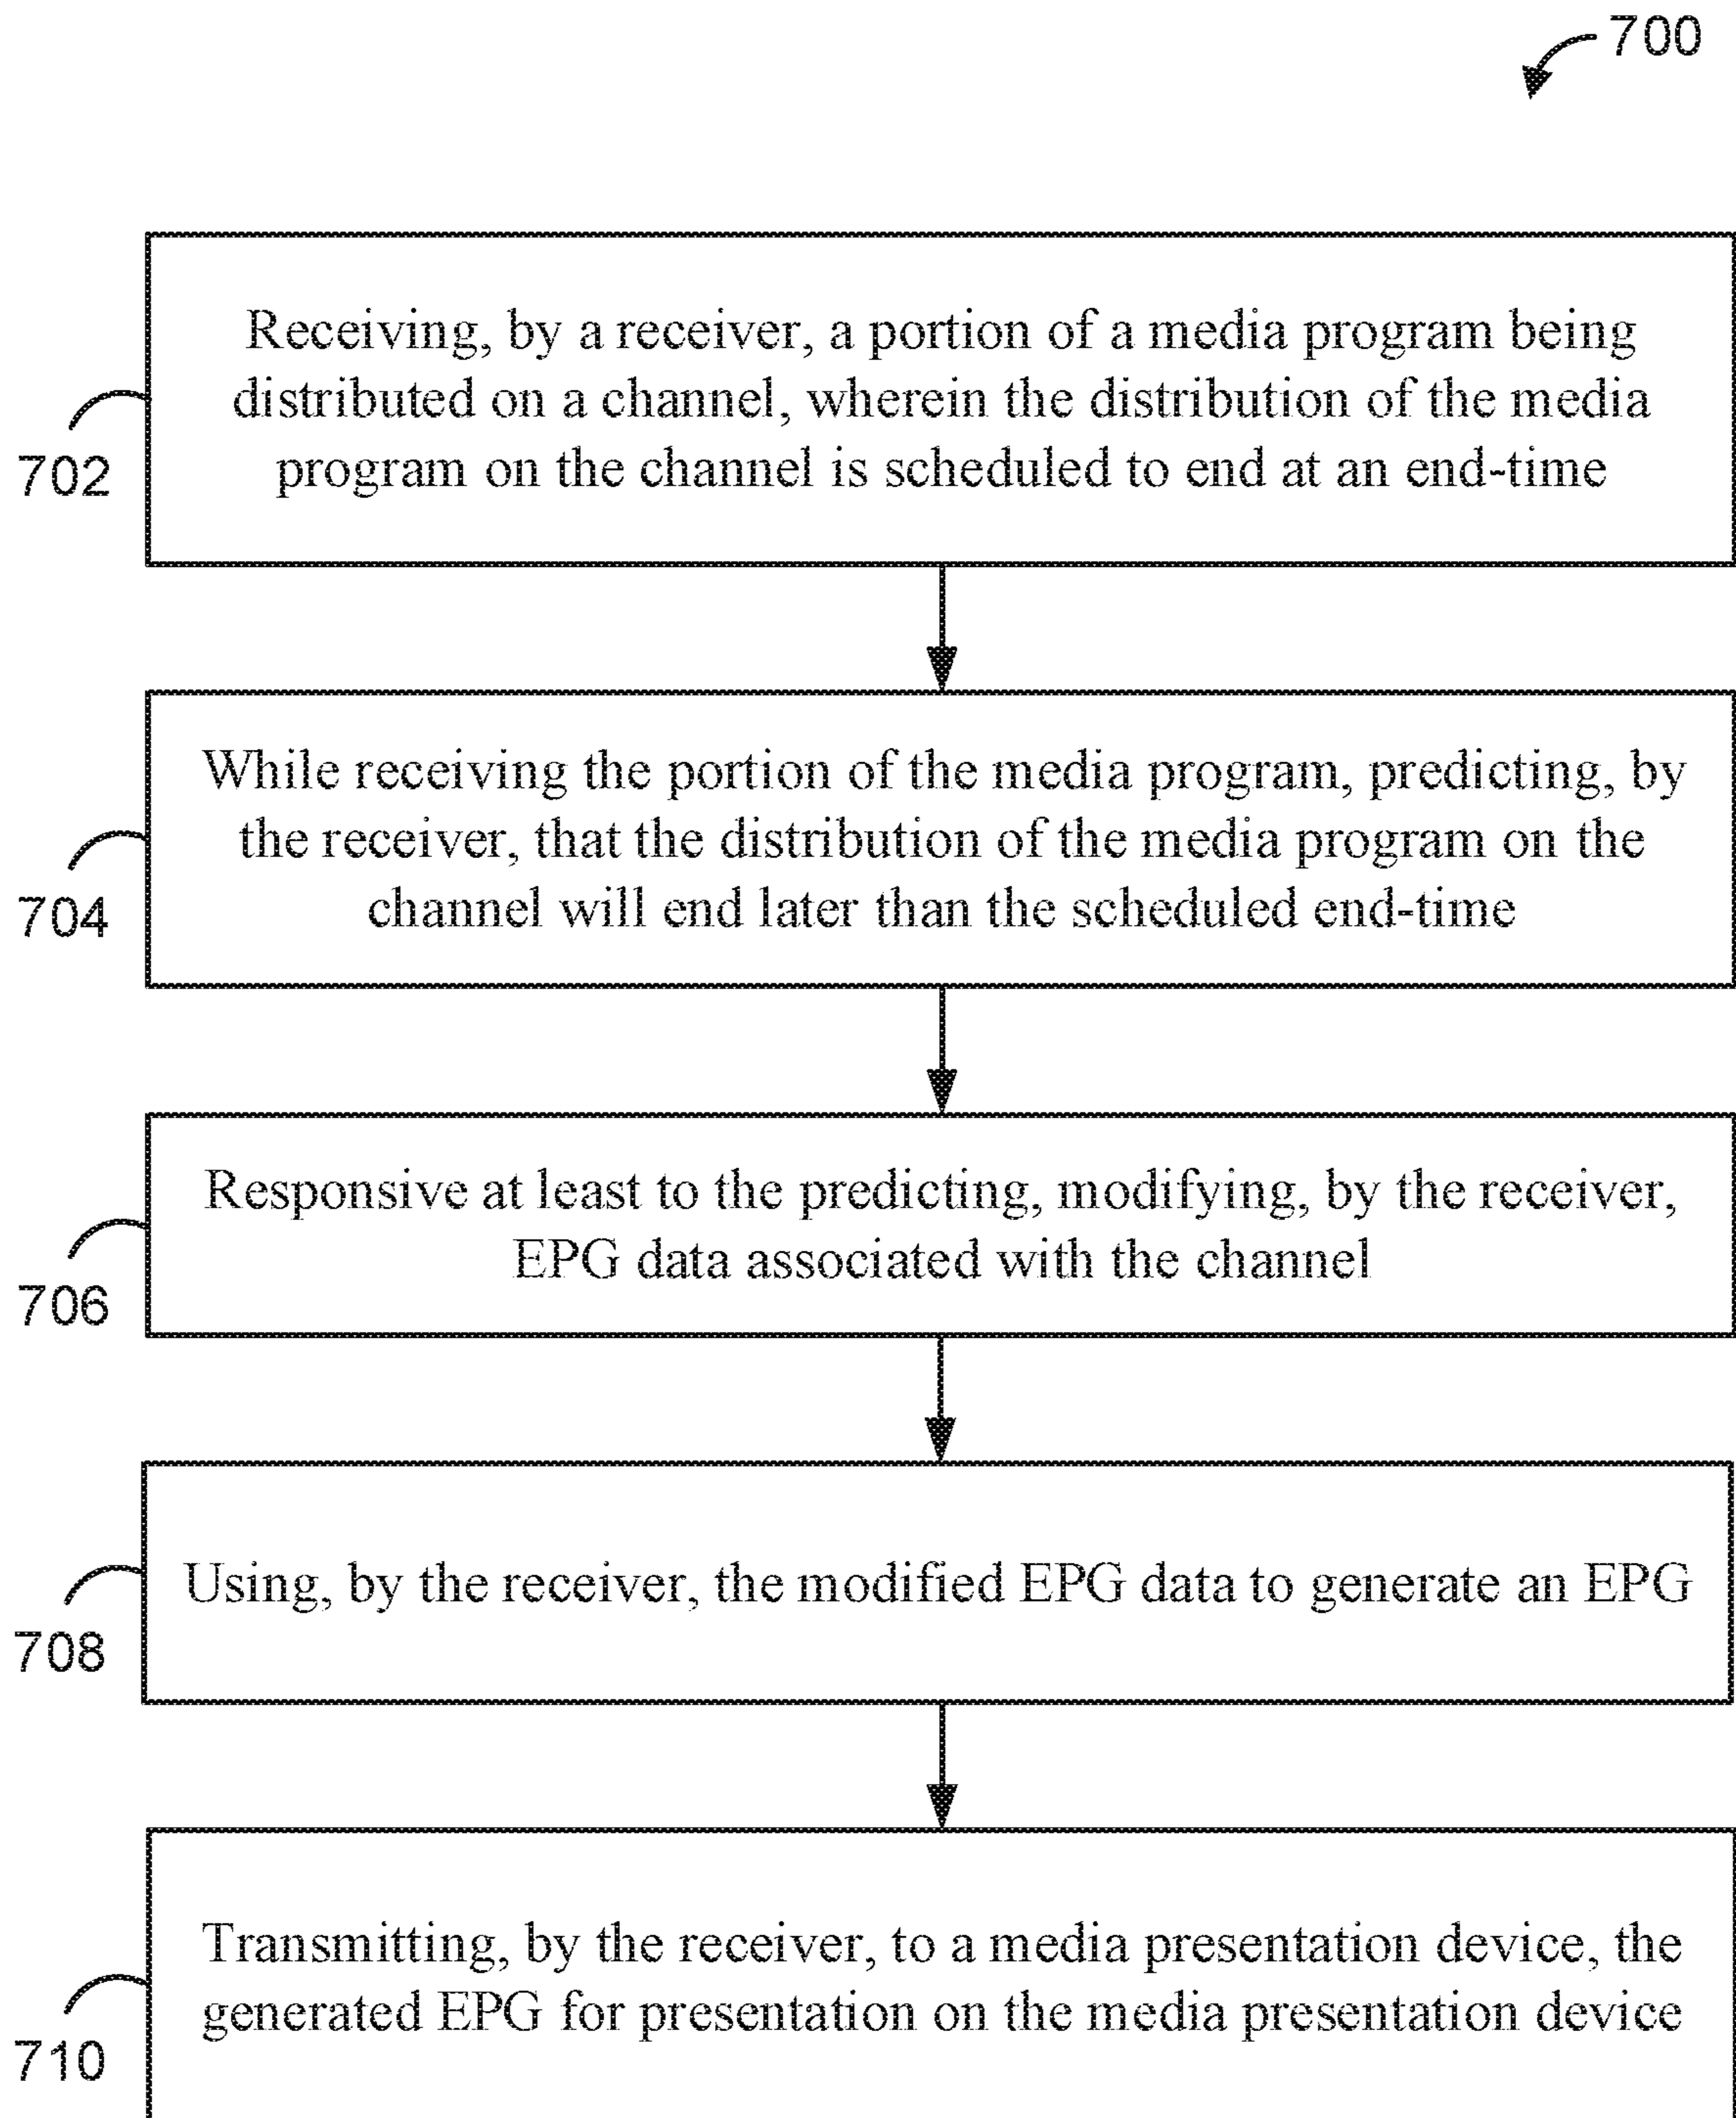 700
Receiving, by a receiver, a portion of a media program being
distributed on a channel, wherein the distribution of the media
program on the channel is scheduled to end at an end-time
702
While receiving the portion of the media program, predicting, by
the receiver, that the distribution of the media program on the
channel will end later than the scheduled end-time
704
Responsive at least to the predicting, modifying, by the receiver,
EPG data associated with the channel
706
Using, by the receiver, the modified EPG data to generate an EPG
708
Transmitting, by the receiver, to a media presentation device, the
generated EPG for presentation on the media presentation device
710